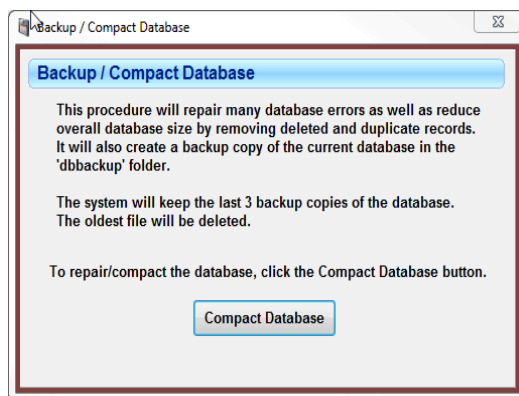 Backup / Compact Database
Backup / Compact Database
This procedure will repair many database errors as well as reduce
overall database size by removing deleted and duplicate records.
It will also create a backup copy of the current database in the
'dbbackup' folder.
The system will keep the last 3 backup copies of the database.
The oldest file will be deleted.
To repair/compact the database, click the Compact Database button.
Compact Database